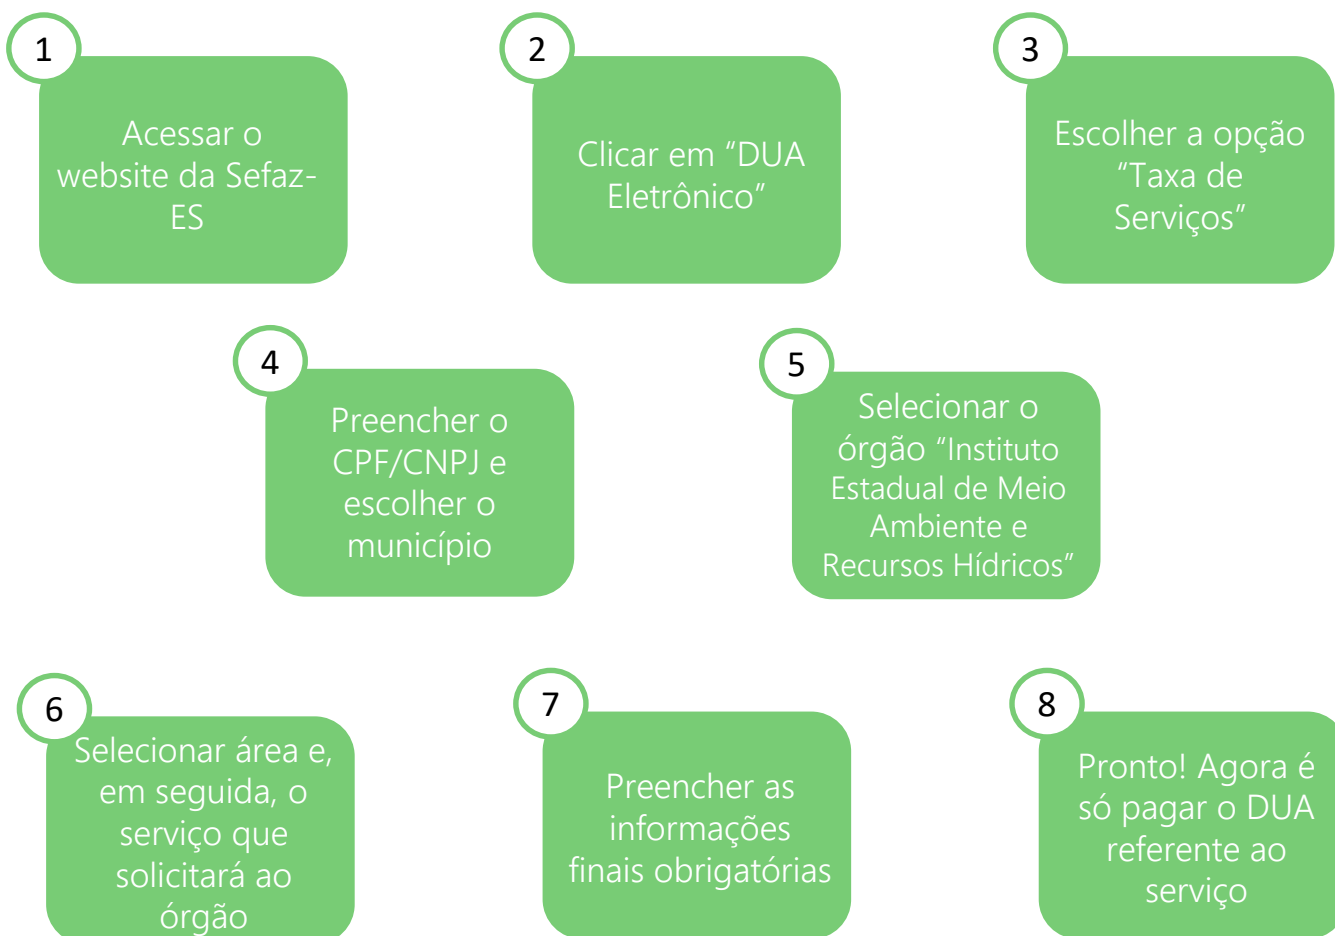 1
Acessar o
website da Sefaz-
ES
2
Clicar em “DUA
Eletrônico”
3
Escolher a opção
“Taxa de
Serviços”
4
Preencher o
CPF/CNPJ e
escolher o
município
5
Selecionar o
órgão “Instituto
Estadual de Meio
Ambiente e
Recursos Hídricos”
6
Selecionar área e,
em seguida, o
serviço que
solicitará ao
órgão
7
Preencher as
informações
finais obrigatórias
8
Pronto! Agora é
só pagar o DUA
referente ao
serviço